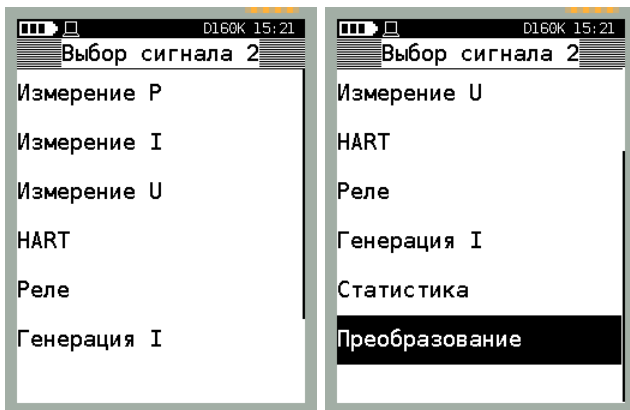 D160K 15:21
Выбор сигнала 2
Измерение P
Измерение I
Измерение U
HART
Реле
Генерация I
D160K 15:21
Выбор сигнала 2
Измерение U
HART
Реле
Генерация I
Статистика
Преобразование